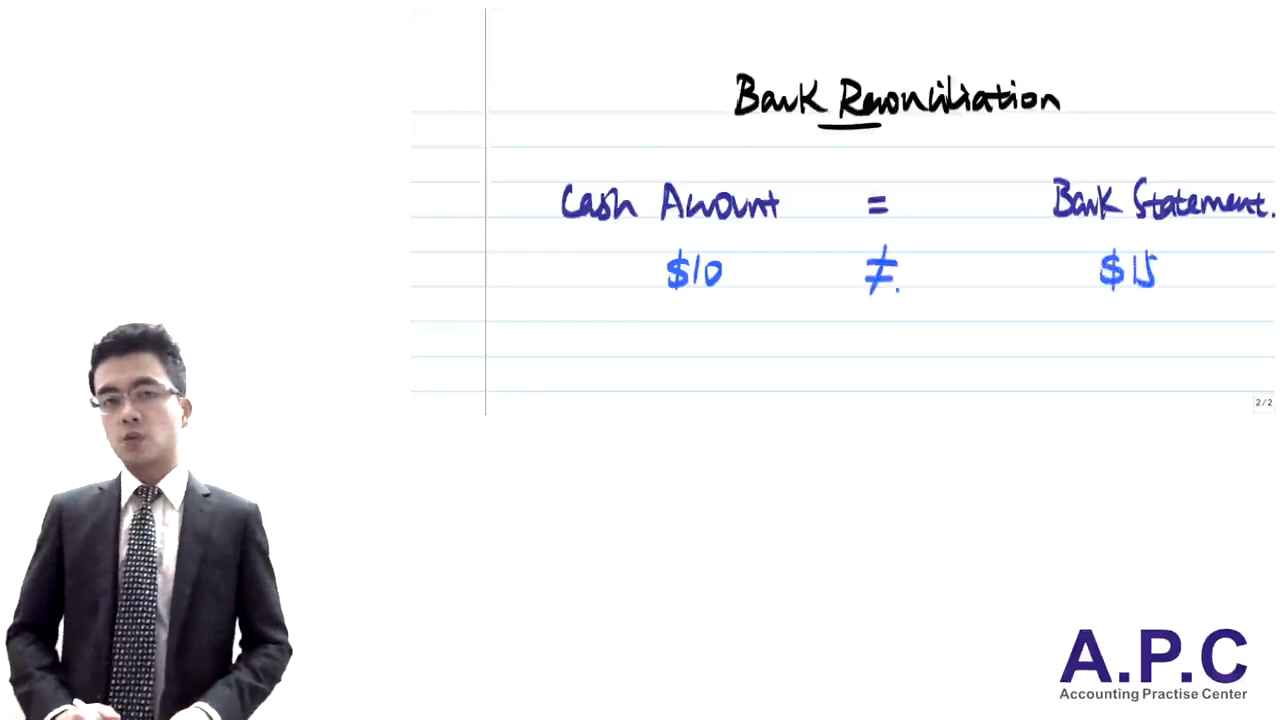 Bank Reconciliation
Cash Amount = Bank Statement.
$10 ≠. $15
2/2
A.P.C
Accounting Practise Center